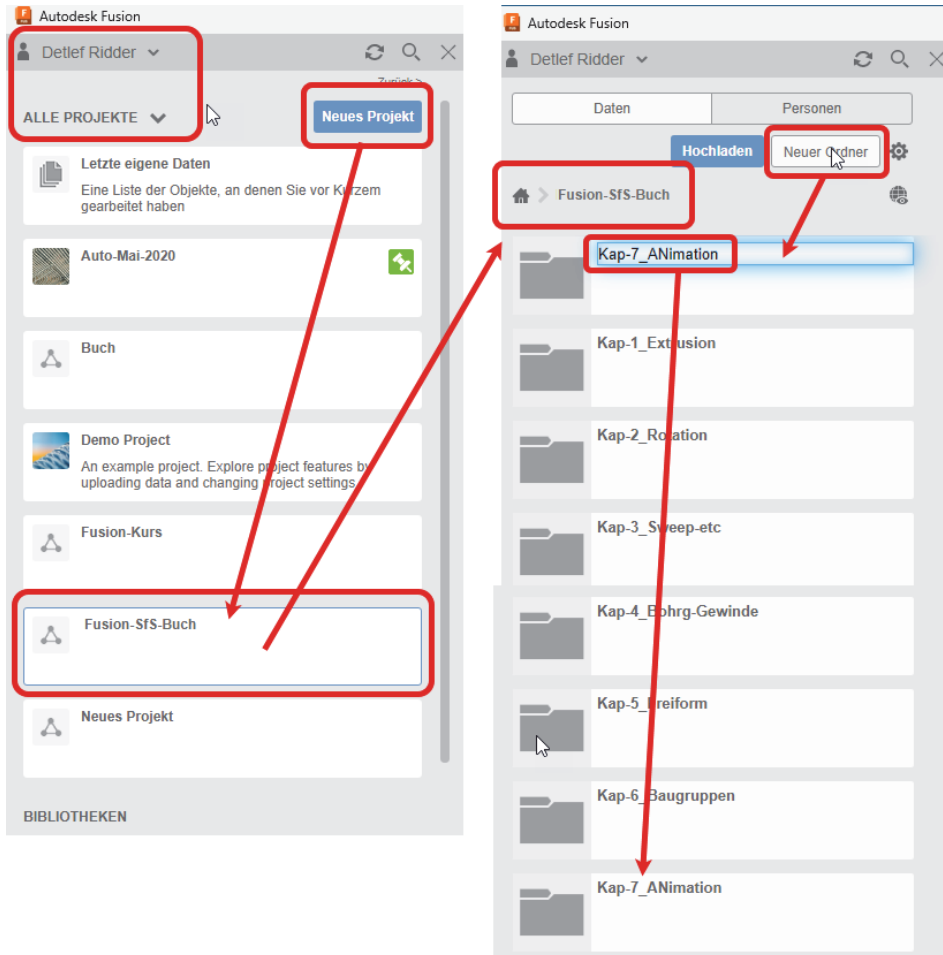 Autodesk Fusion
Detlef Ridder
Zurück >
ALLE PROJEKTE
Neues Projekt
Letzte eigene Daten
Eine Liste der Objekte, an denen Sie vor Kurzem
gearbeitet haben
Auto-Mai-2020
Buch
Demo Project
An example project. Explore project features by
uploading data and changing project settings.
Fusion-Kurs
Fusion-SfS-Buch
Neues Projekt
BIBLIOTHEKEN
Autodesk Fusion
Detlef Ridder
Daten
Personen
Hochladen
Neuer Ordner
Fusion-SfS-Buch
Kap-7_ANimation
Kap-1_Extrusion
Kap-2_Rotation
Kap-3_Sweep-etc
Kap-4_Bohrg-Gewinde
Kap-5_Freiform
Kap-6_Baugruppen
Kap-7_ANimation